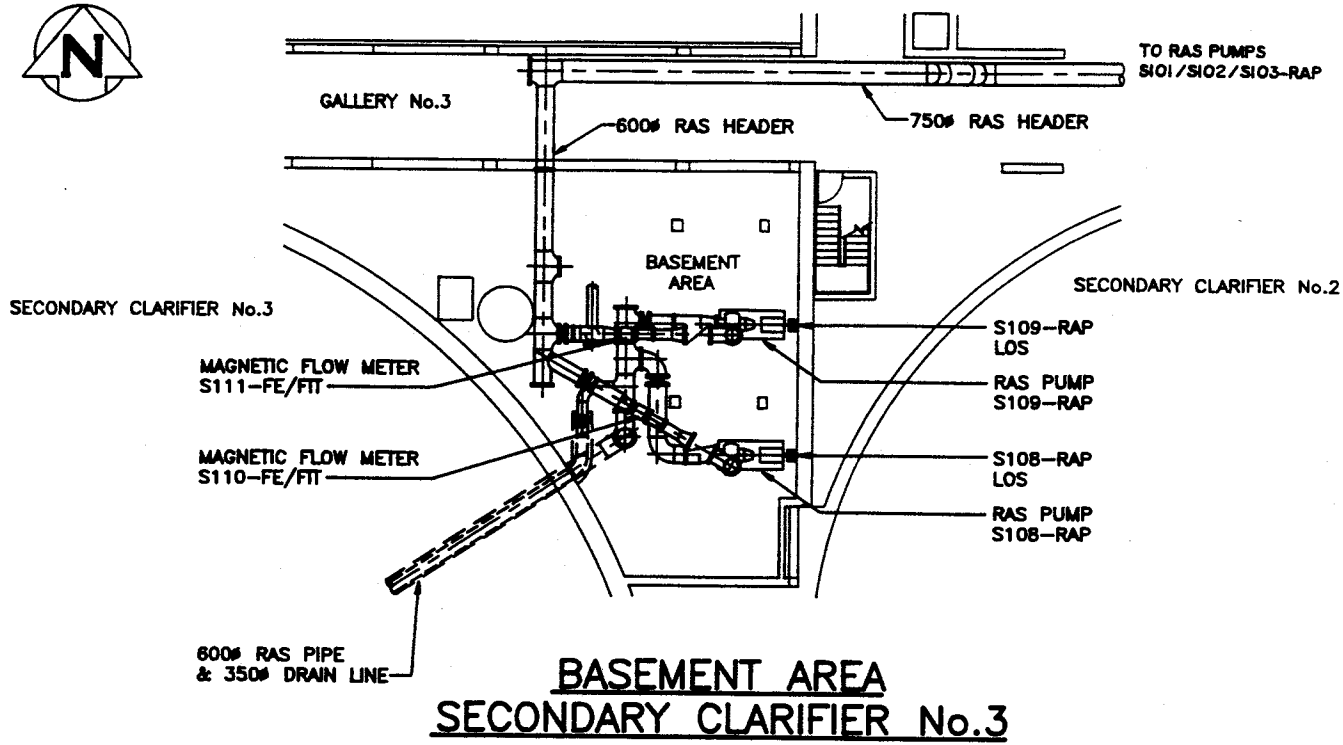 N
TO RAS PUMPS
S101/S102/S103-RAP
GALLERY No.3
600ø RAS HEADER
750ø RAS HEADER
BASEMENT
AREA
SECONDARY CLARIFIER No.3
SECONDARY CLARIFIER No.2
S109-RAP
LOS
MAGNETIC FLOW METER
S111-FE/FIT
RAS PUMP
S109-RAP
MAGNETIC FLOW METER
S110-FE/FIT
S108-RAP
LOS
RAS PUMP
S108-RAP
600ø RAS PIPE
& 350ø DRAIN LINE
BASEMENT AREA
SECONDARY CLARIFIER No.3